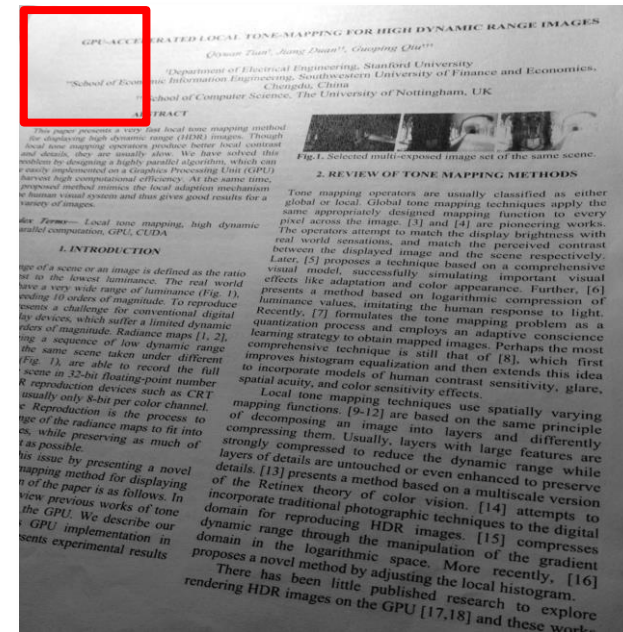 GPU-ACCELERATED LOCAL TONE-MAPPING FOR HIGH DYNAMIC RANGE IMAGES
Qiyuan Tian†, Jiang Duan††, Guoping Qiu†††
†Department of Electrical Engineering, Stanford University
††School of Economic Information Engineering, Southwestern University of Finance and Economics,
Chengdu, China
†††School of Computer Science, The University of Nottingham, UK
ABSTRACT
This paper presents a very fast local tone mapping method
for displaying high dynamic range (HDR) images. Though
local tone mapping operators produce better local contrast
and details, they are usually slow. We have solved this
problem by designing a highly parallel algorithm, which can
easily implemented on a Graphics Processing Unit (GPU)
harvest high computational efficiency. At the same time,
proposed method mimics the local adaptation mechanism
human visual system and thus gives good results for a
variety of images.
Terms— Local tone mapping, high dynamic
parallel computation, GPU, CUDA
1. INTRODUCTION
of a scene or an image is defined as the ratio
to the lowest luminance. The real world
have a very wide range of luminance (Fig. 1),
10 orders of magnitude. To reproduce
a challenge for conventional digital
devices, which suffer a limited dynamic
orders of magnitude. Radiance maps [1, 2],
a sequence of low dynamic range
the same scene taken under different
(Fig. 1), are able to record the full
scene in 32-bit floating-point number
reproduction devices such as CRT
usually only 8-bit per color channel.
Reproduction is the process to
of the radiance maps to fit into
while preserving as much of
as possible.
this issue by presenting a novel
mapping method for displaying
of the paper is as follows. In
previous works of tone
the GPU. We describe our
GPU implementation in
experimental results
Fig.1. Selected multi-exposed image set of the same scene.
2. REVIEW OF TONE MAPPING METHODS
Tone mapping operators are usually classified as either
global or local. Global tone mapping techniques apply the
same appropriately designed mapping function to every
pixel across the image. [3] and [4] are pioneering works.
The operators attempt to match the display brightness with
real world sensations, and match the perceived contrast
between the displayed image and the scene respectively.
Later, [5] proposes a technique based on a comprehensive
visual model, successfully simulating important visual
effects like adaptation and color appearance. Further, [6]
presents a method based on logarithmic compression of
luminance values, imitating the human response to light.
Recently, [7] formulates the tone mapping problem as a
quantization process and employs an adaptive conscience
learning strategy to obtain mapped images. Perhaps the most
comprehensive technique is still that of [8], which first
improves histogram equalization and then extends this idea
to incorporate models of human contrast sensitivity, glare,
spatial acuity, and color sensitivity effects.
Local tone mapping techniques use spatially varying
mapping functions. [9-12] are based on the same principle
of decomposing an image into layers and differently
compressing them. Usually, layers with large features are
strongly compressed to reduce the dynamic range while
layers of details are untouched or even enhanced to preserve
details. [13] presents a method based on a multiscale version
of the Retinex theory of color vision. [14] attempts to
incorporate traditional photographic techniques to the digital
domain for reproducing HDR images. [15] compresses
dynamic range through the manipulation of the gradient
domain in the logarithmic space. More recently, [16]
proposes a novel method by adjusting the local histogram.
There has been little published research to explore
rendering HDR images on the GPU [17,18] and these works